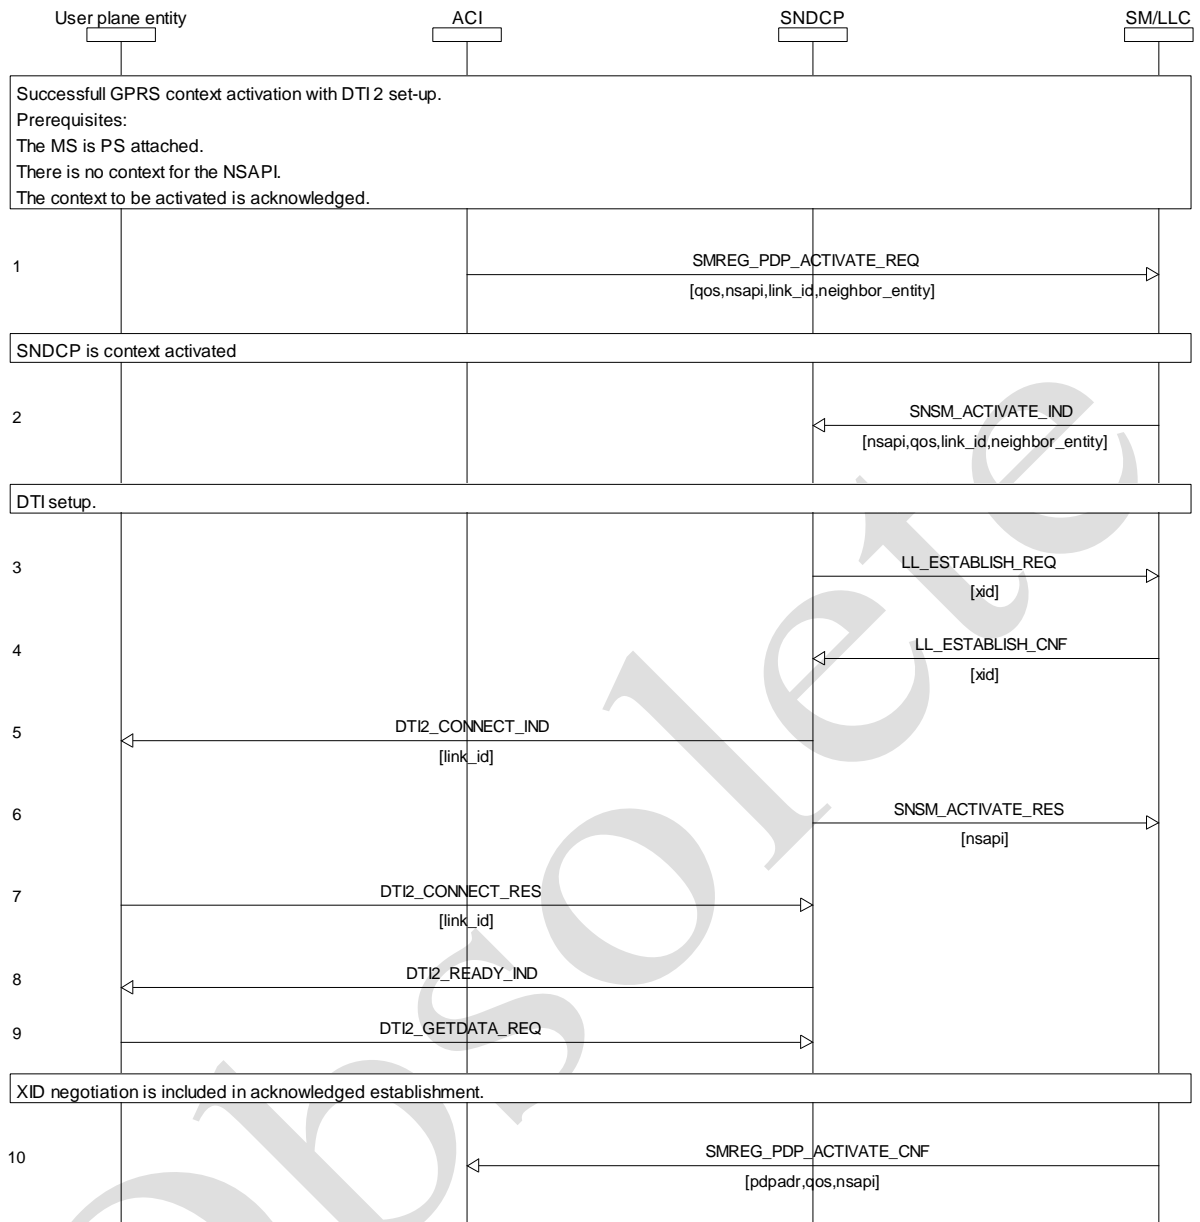 User plane entity ACI SNDCP SM/LLC
Successfull GPRS context activation with DTI 2 set-up.
Prerequisites:
The MS is PS attached.
There is no context for the NSAPI.
The context to be activated is acknowledged.
1 SMREG_PDP_ACTIVATE_REQ
[qos,nsapi,link_id,neighbor_entity]
SNDCP is context activated
2 SNSM_ACTIVATE_IND
[nsapi,qos,link_id,neighbor_entity]
DTI setup.
3 LL_ESTABLISH_REQ
[xid]
4 LL_ESTABLISH_CNF
[xid]
5 DTI2_CONNECT_IND
[link_id]
6 SNSM_ACTIVATE_RES
[nsapi]
7 DTI2_CONNECT_RES
[link_id]
8 DTI2_READY_IND
9 DTI2_GETDATA_REQ
XID negotiation is included in acknowledged establishment.
10 SMREG_PDP_ACTIVATE_CNF
[pdpadr,qos,nsapi]
obsolete